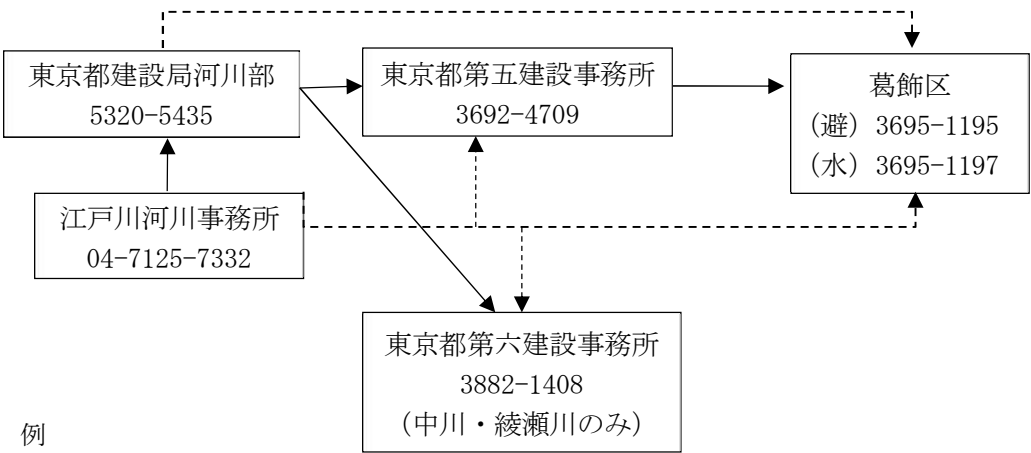 東京都建設局河川部
5320-5435
東京都第五建設事務所
3692-4709
葛飾区
（避）3695-1195
（水）3695-1197
江戸川河川事務所
04-7125-7332
東京都第六建設事務所
3882-1408
（中川・綾瀬川のみ）
例